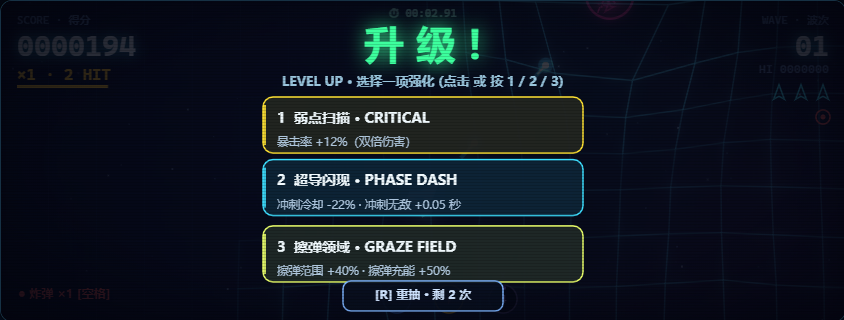 SCORE · 得分
00:02.91
WAVE · 波次
0000194
升级!
01
×1 · 2 HIT
HI 0000000
LEVEL UP • 选择一项强化 (点击 或 按 1 / 2 / 3)
1 弱点扫描 • CRITICAL
暴击率 +12% (双倍伤害)
2 超导闪现 • PHASE DASH
冲刺冷却 -22% · 冲刺无敌 +0.05 秒
3 擦弹领域 • GRAZE FIELD
擦弹范围 +40% · 擦弹充能 +50%
炸弹 ×1 [空格]
[R] 重抽 • 剩 2 次